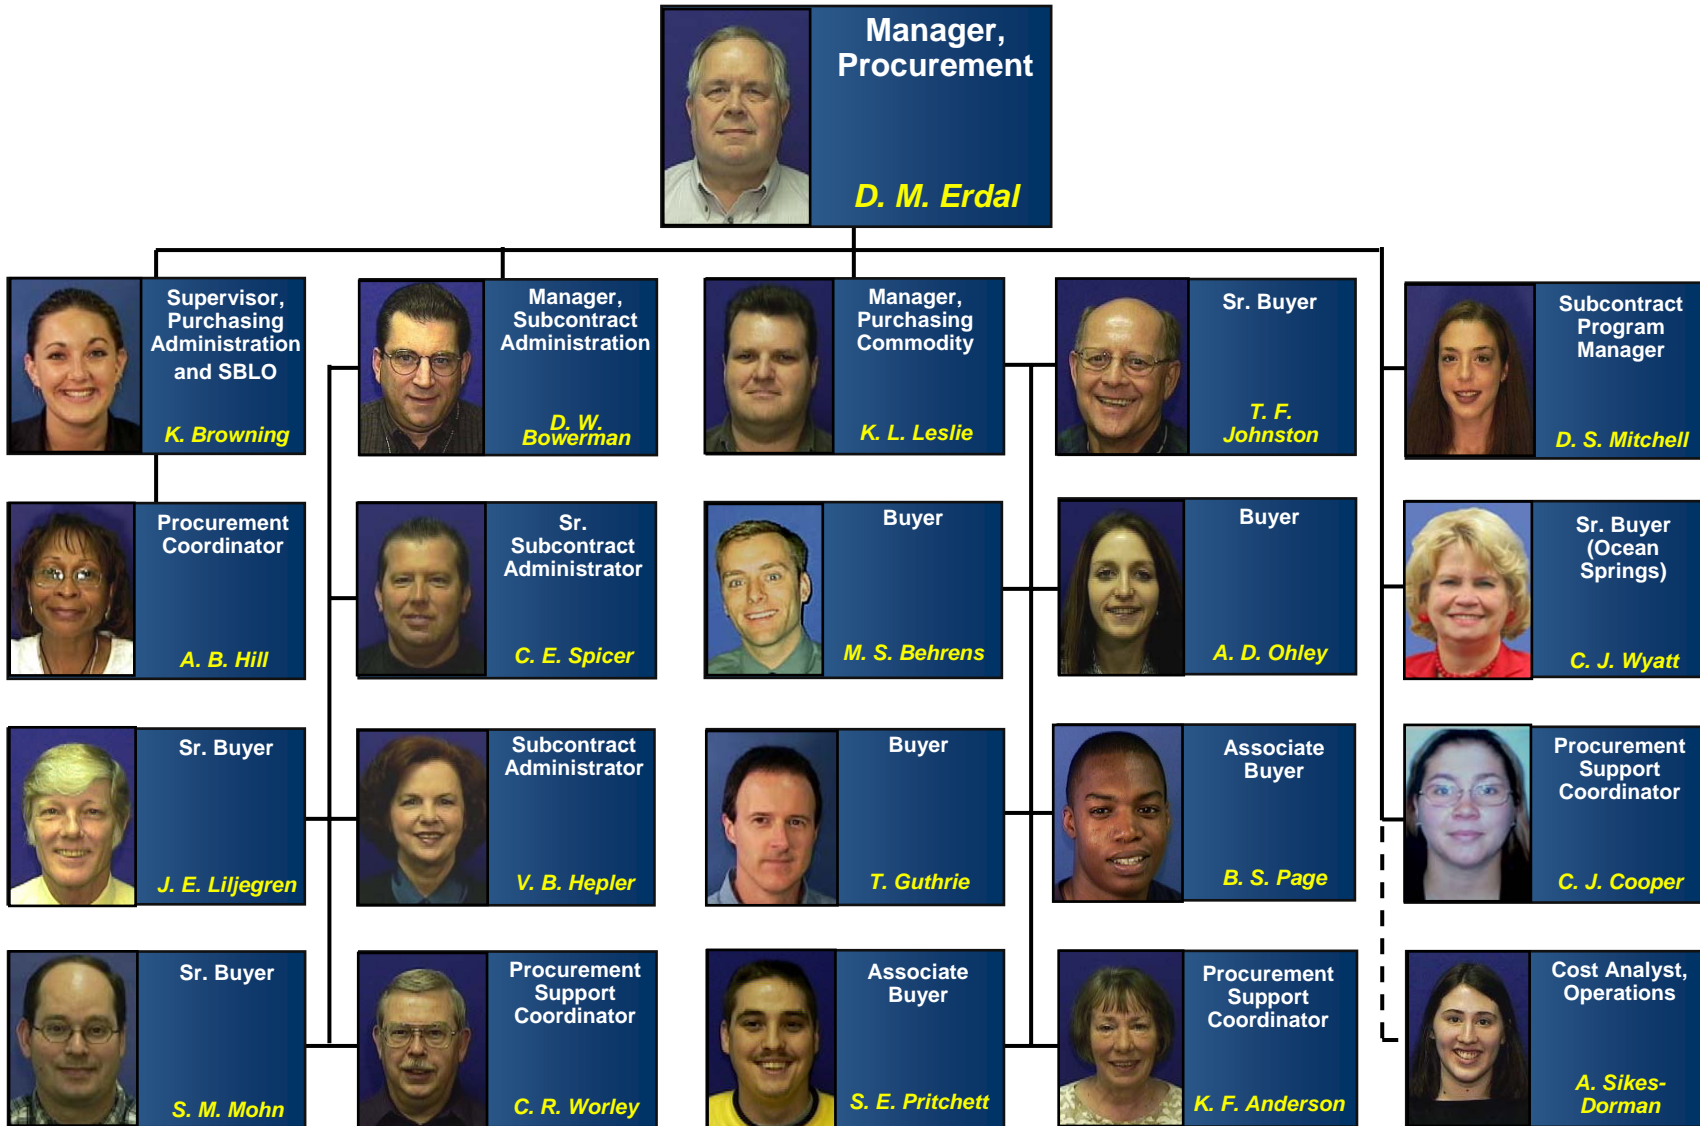 Manager,
Procurement
D. M. Erdal
Supervisor,
Purchasing
Administration
and SBLO
K. Browning
Manager,
Subcontract
Administration
D. W.
Bowerman
Manager,
Purchasing
Commodity
K. L. Leslie
Sr. Buyer
T. F.
Johnston
Subcontract
Program
Manager
D. S. Mitchell
Procurement
Coordinator
A. B. Hill
Sr.
Subcontract
Administrator
C. E. Spicer
Buyer
M. S. Behrens
Buyer
A. D. Ohley
Sr. Buyer
(Ocean
Springs)
C. J. Wyatt
Sr. Buyer
J. E. Liljegren
Subcontract
Administrator
V. B. Hepler
Buyer
T. Guthrie
Associate
Buyer
B. S. Page
Procurement
Support
Coordinator
C. J. Cooper
Sr. Buyer
S. M. Mohn
Procurement
Support
Coordinator
C. R. Worley
Associate
Buyer
S. E. Pritchett
Procurement
Support
Coordinator
K. F. Anderson
Cost Analyst,
Operations
A. Sikes-
Dorman